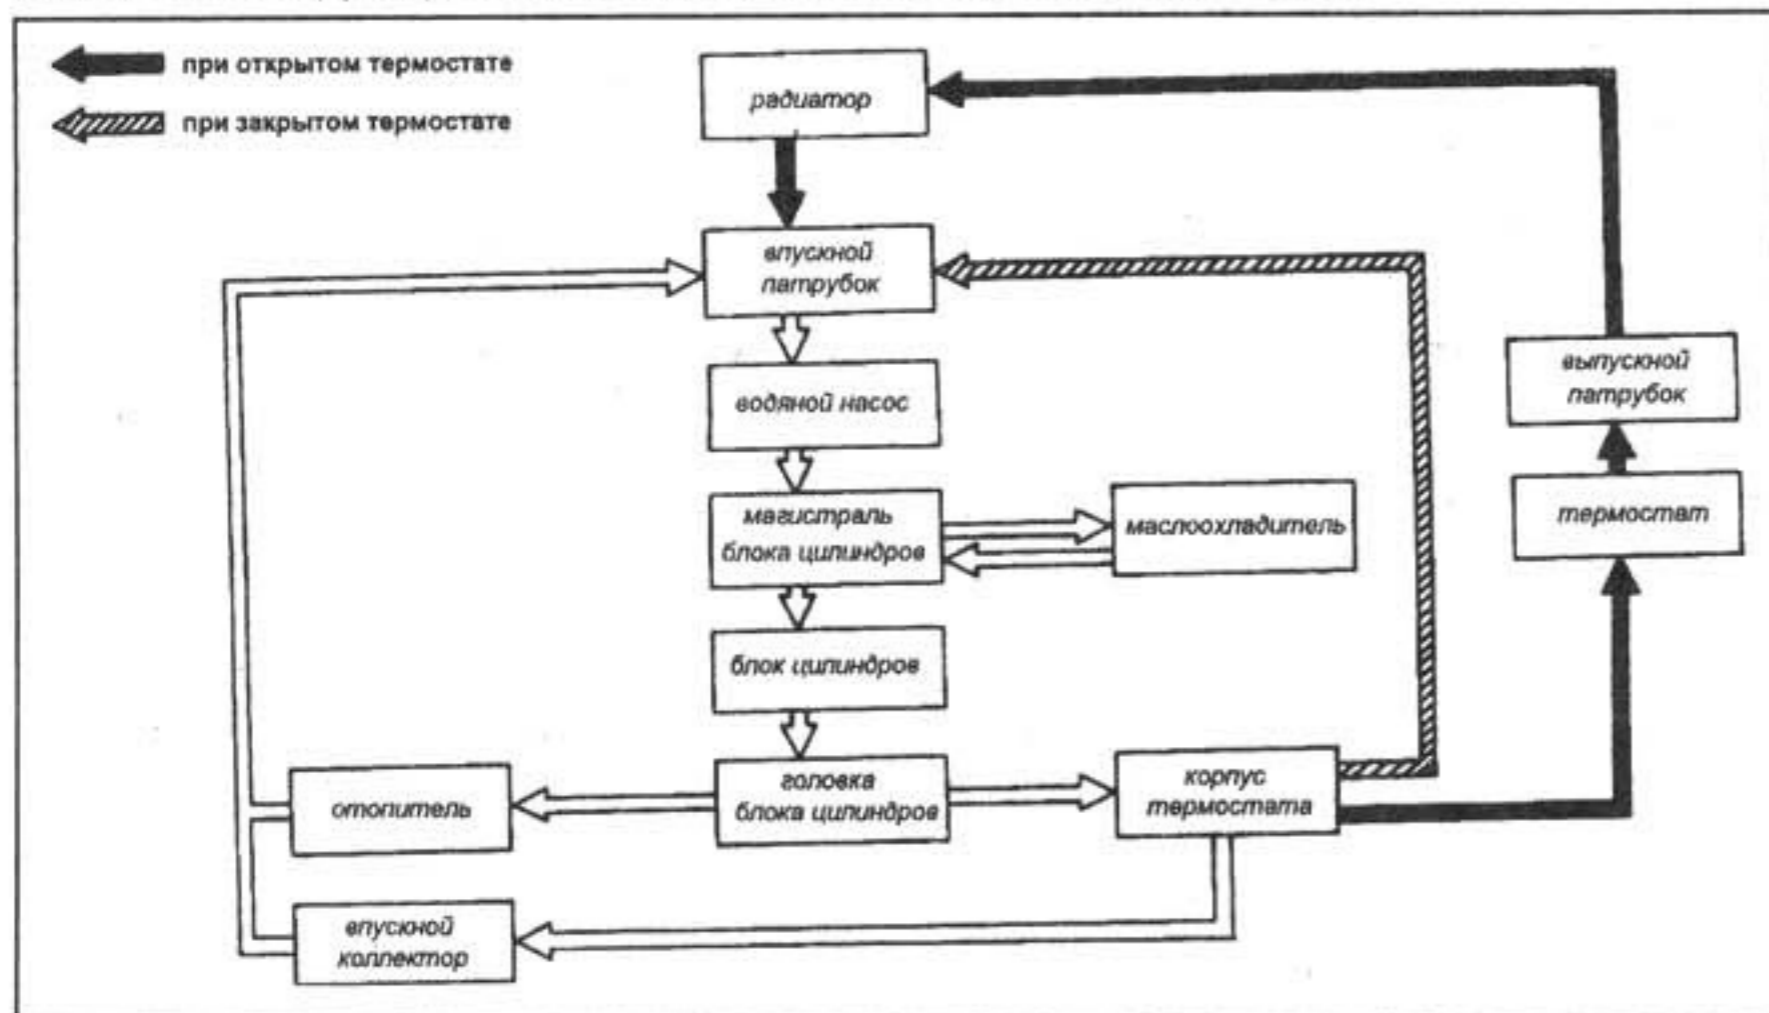 при открытом термостате
при закрытом термостате
радиатор
впускной
патрубок
водяной насос
выпускной
патрубок
магистраль
блока цилиндров
маслоохладитель
термостат
блок цилиндров
отопитель
головка
блока цилиндров
корпус
термостата
впускной
коллектор